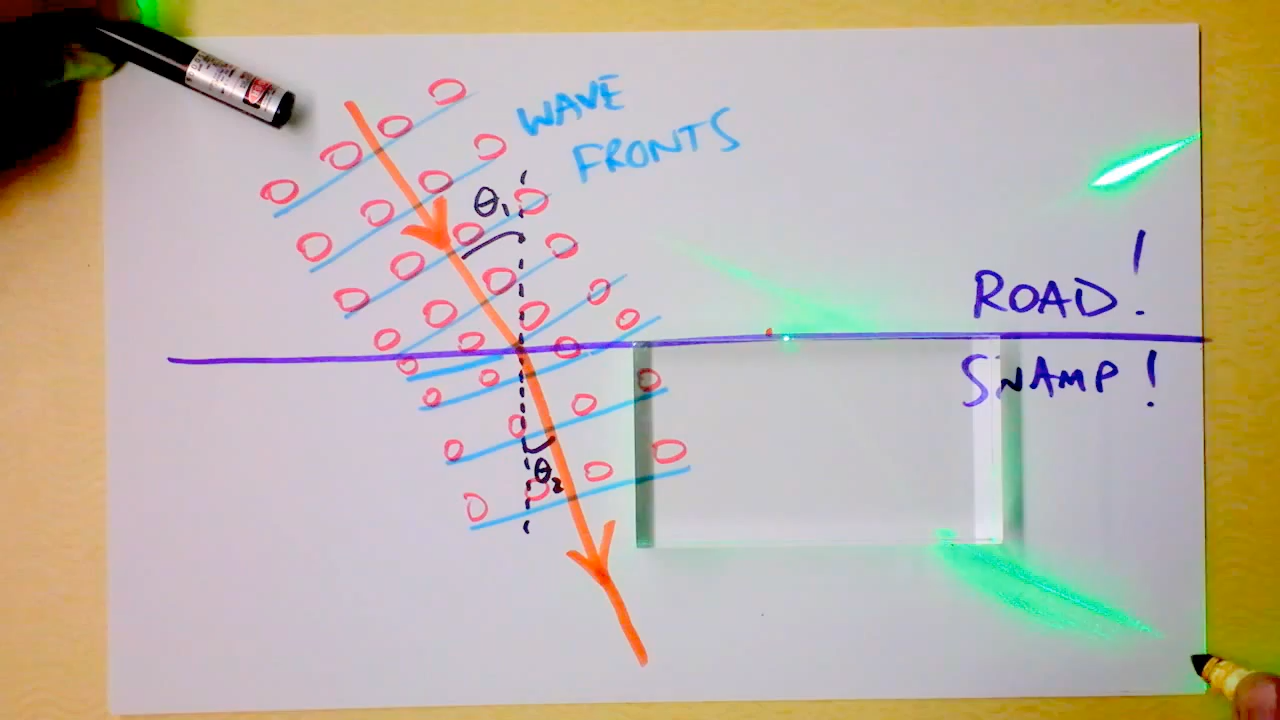 WAVE
FRONTS
θ₁
ROAD!
SWAMP!
θ₂